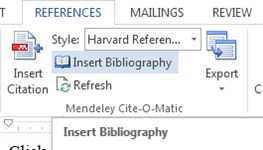 REFERENCES MAILINGS REVIEW
Style: Harvard Referen...
Insert Citation
Insert Bibliography
Refresh
Export
Mendeley Cite-O-Matic
Insert Bibliography